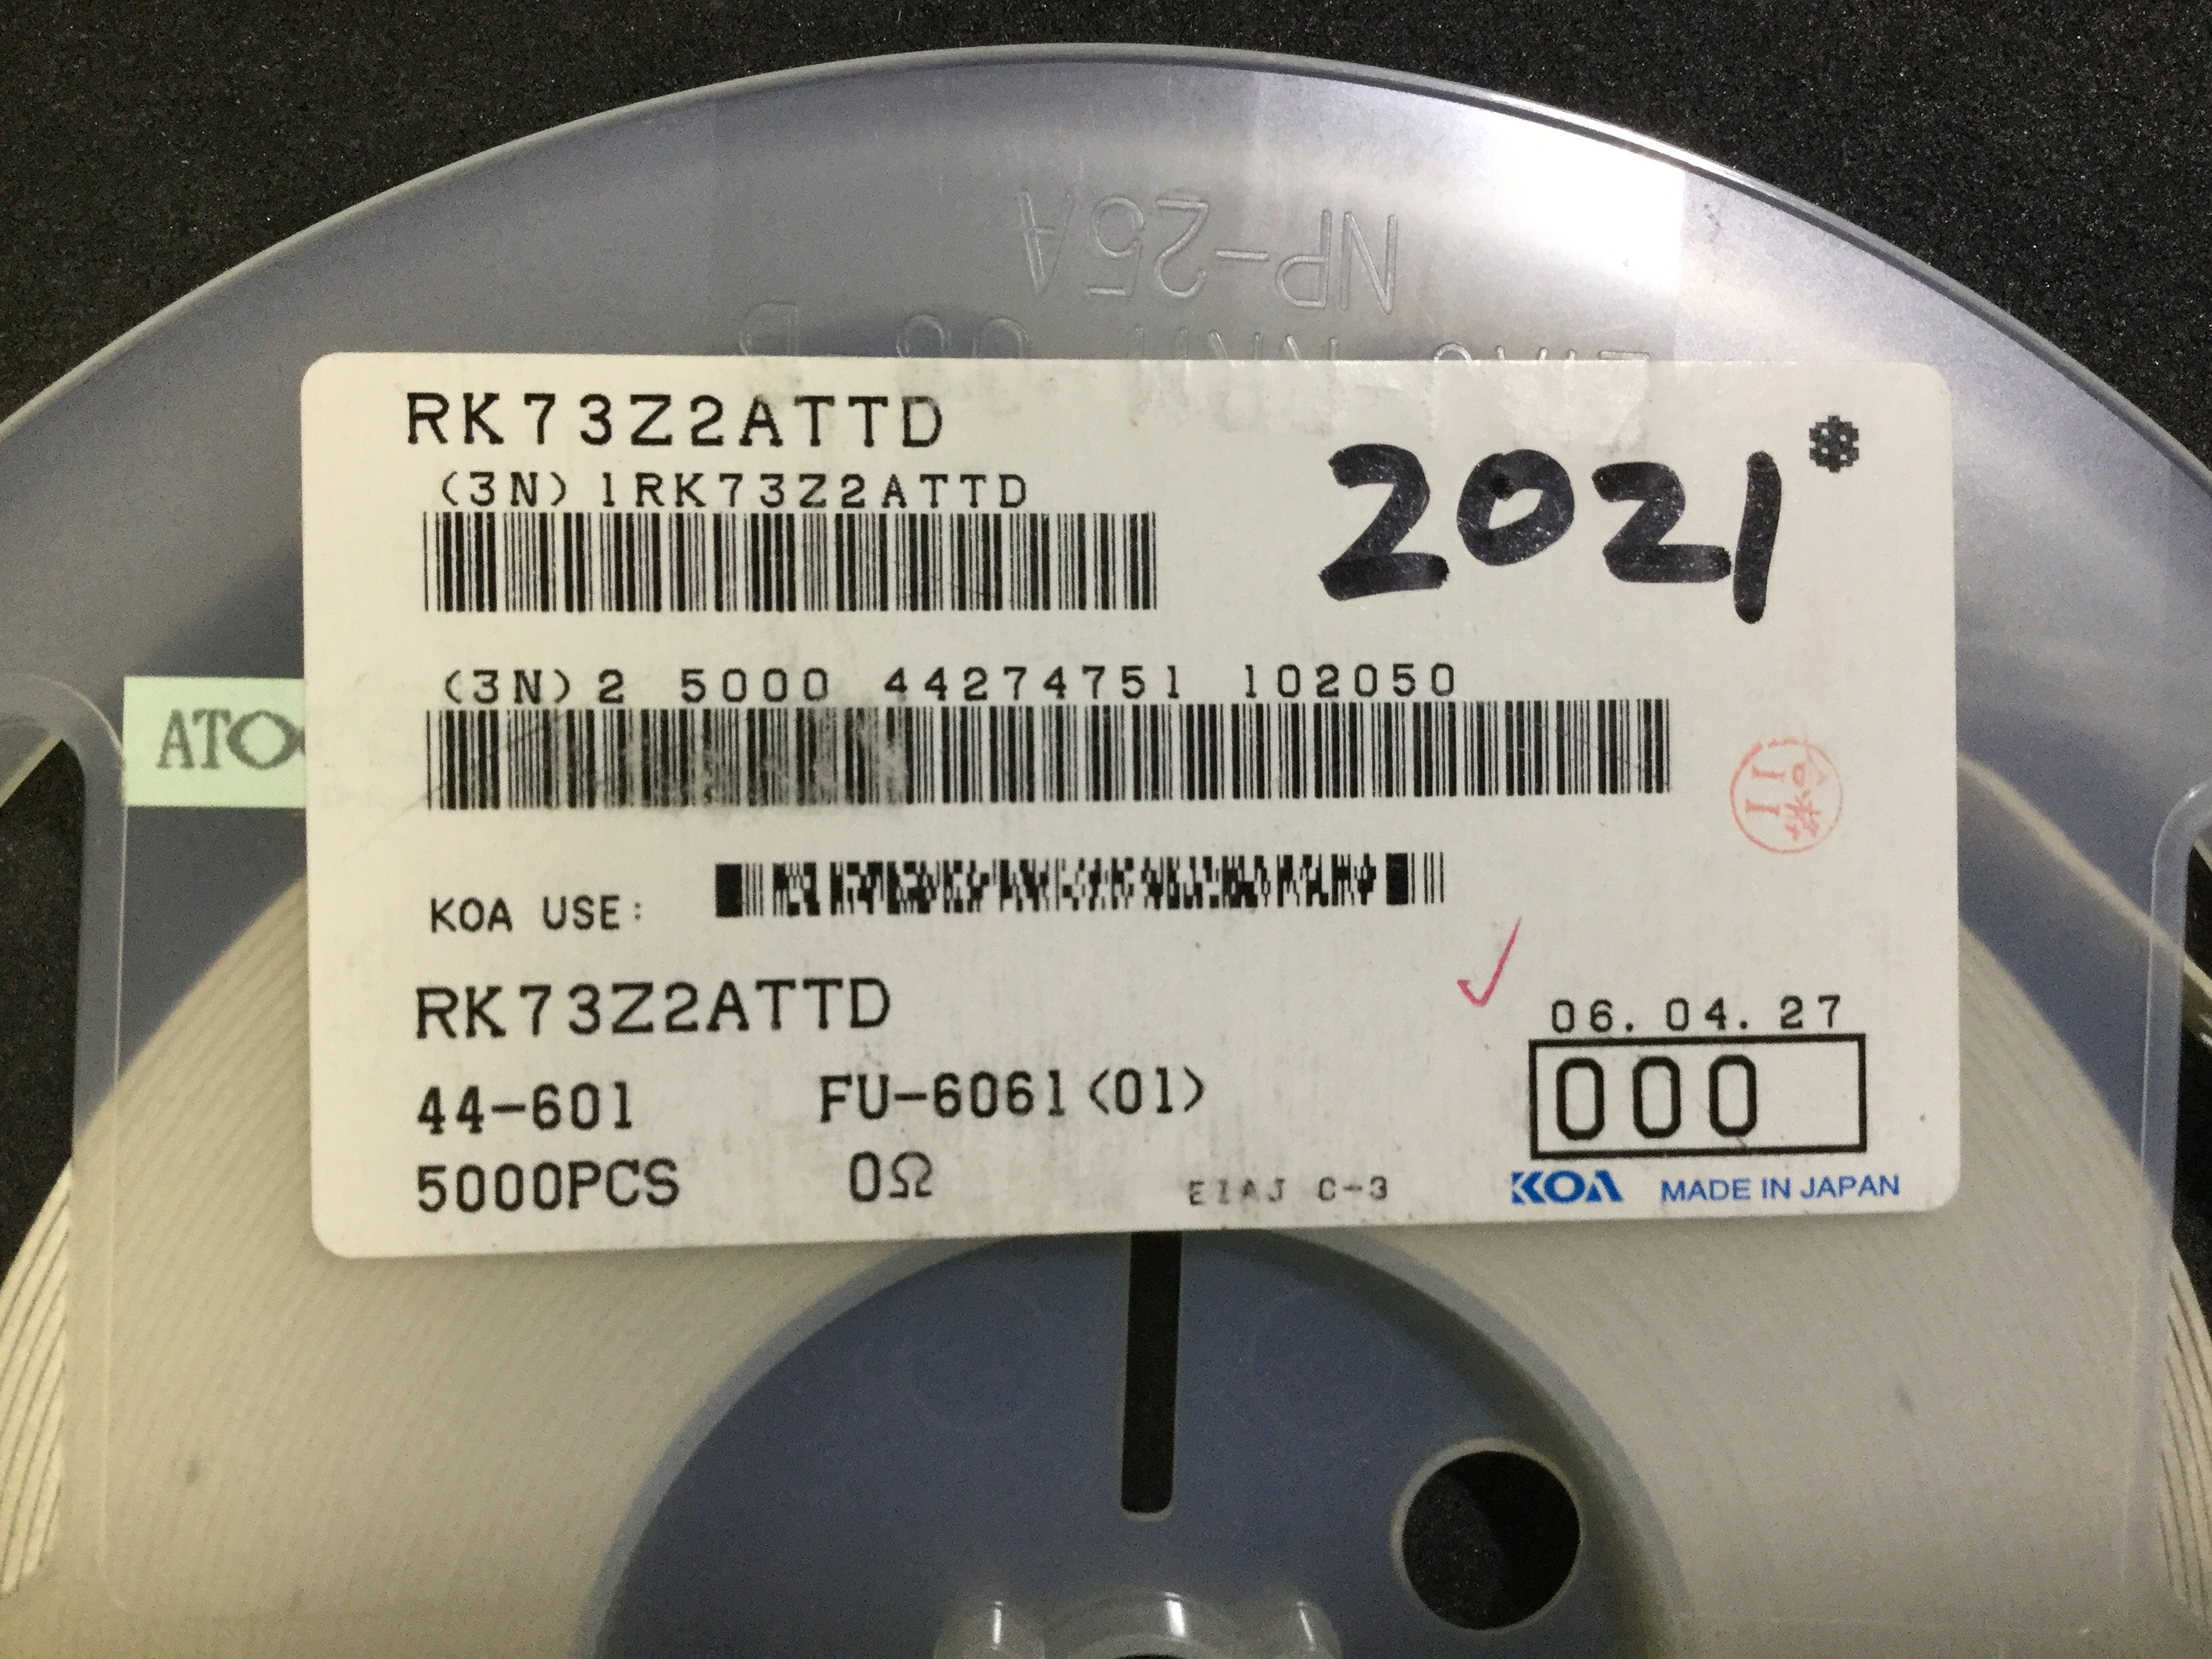 NP-25A
RK73Z2ATTD
2021*
(3N)1RK73Z2ATTD
(3N)2 5000 44274751 102050
ATO
KOA USE:
RK73Z2ATTD
06.04.27
44-601 FU-6061(01)
000
5000PCS 0Ω EIAJ C-3
KOA MADE IN JAPAN